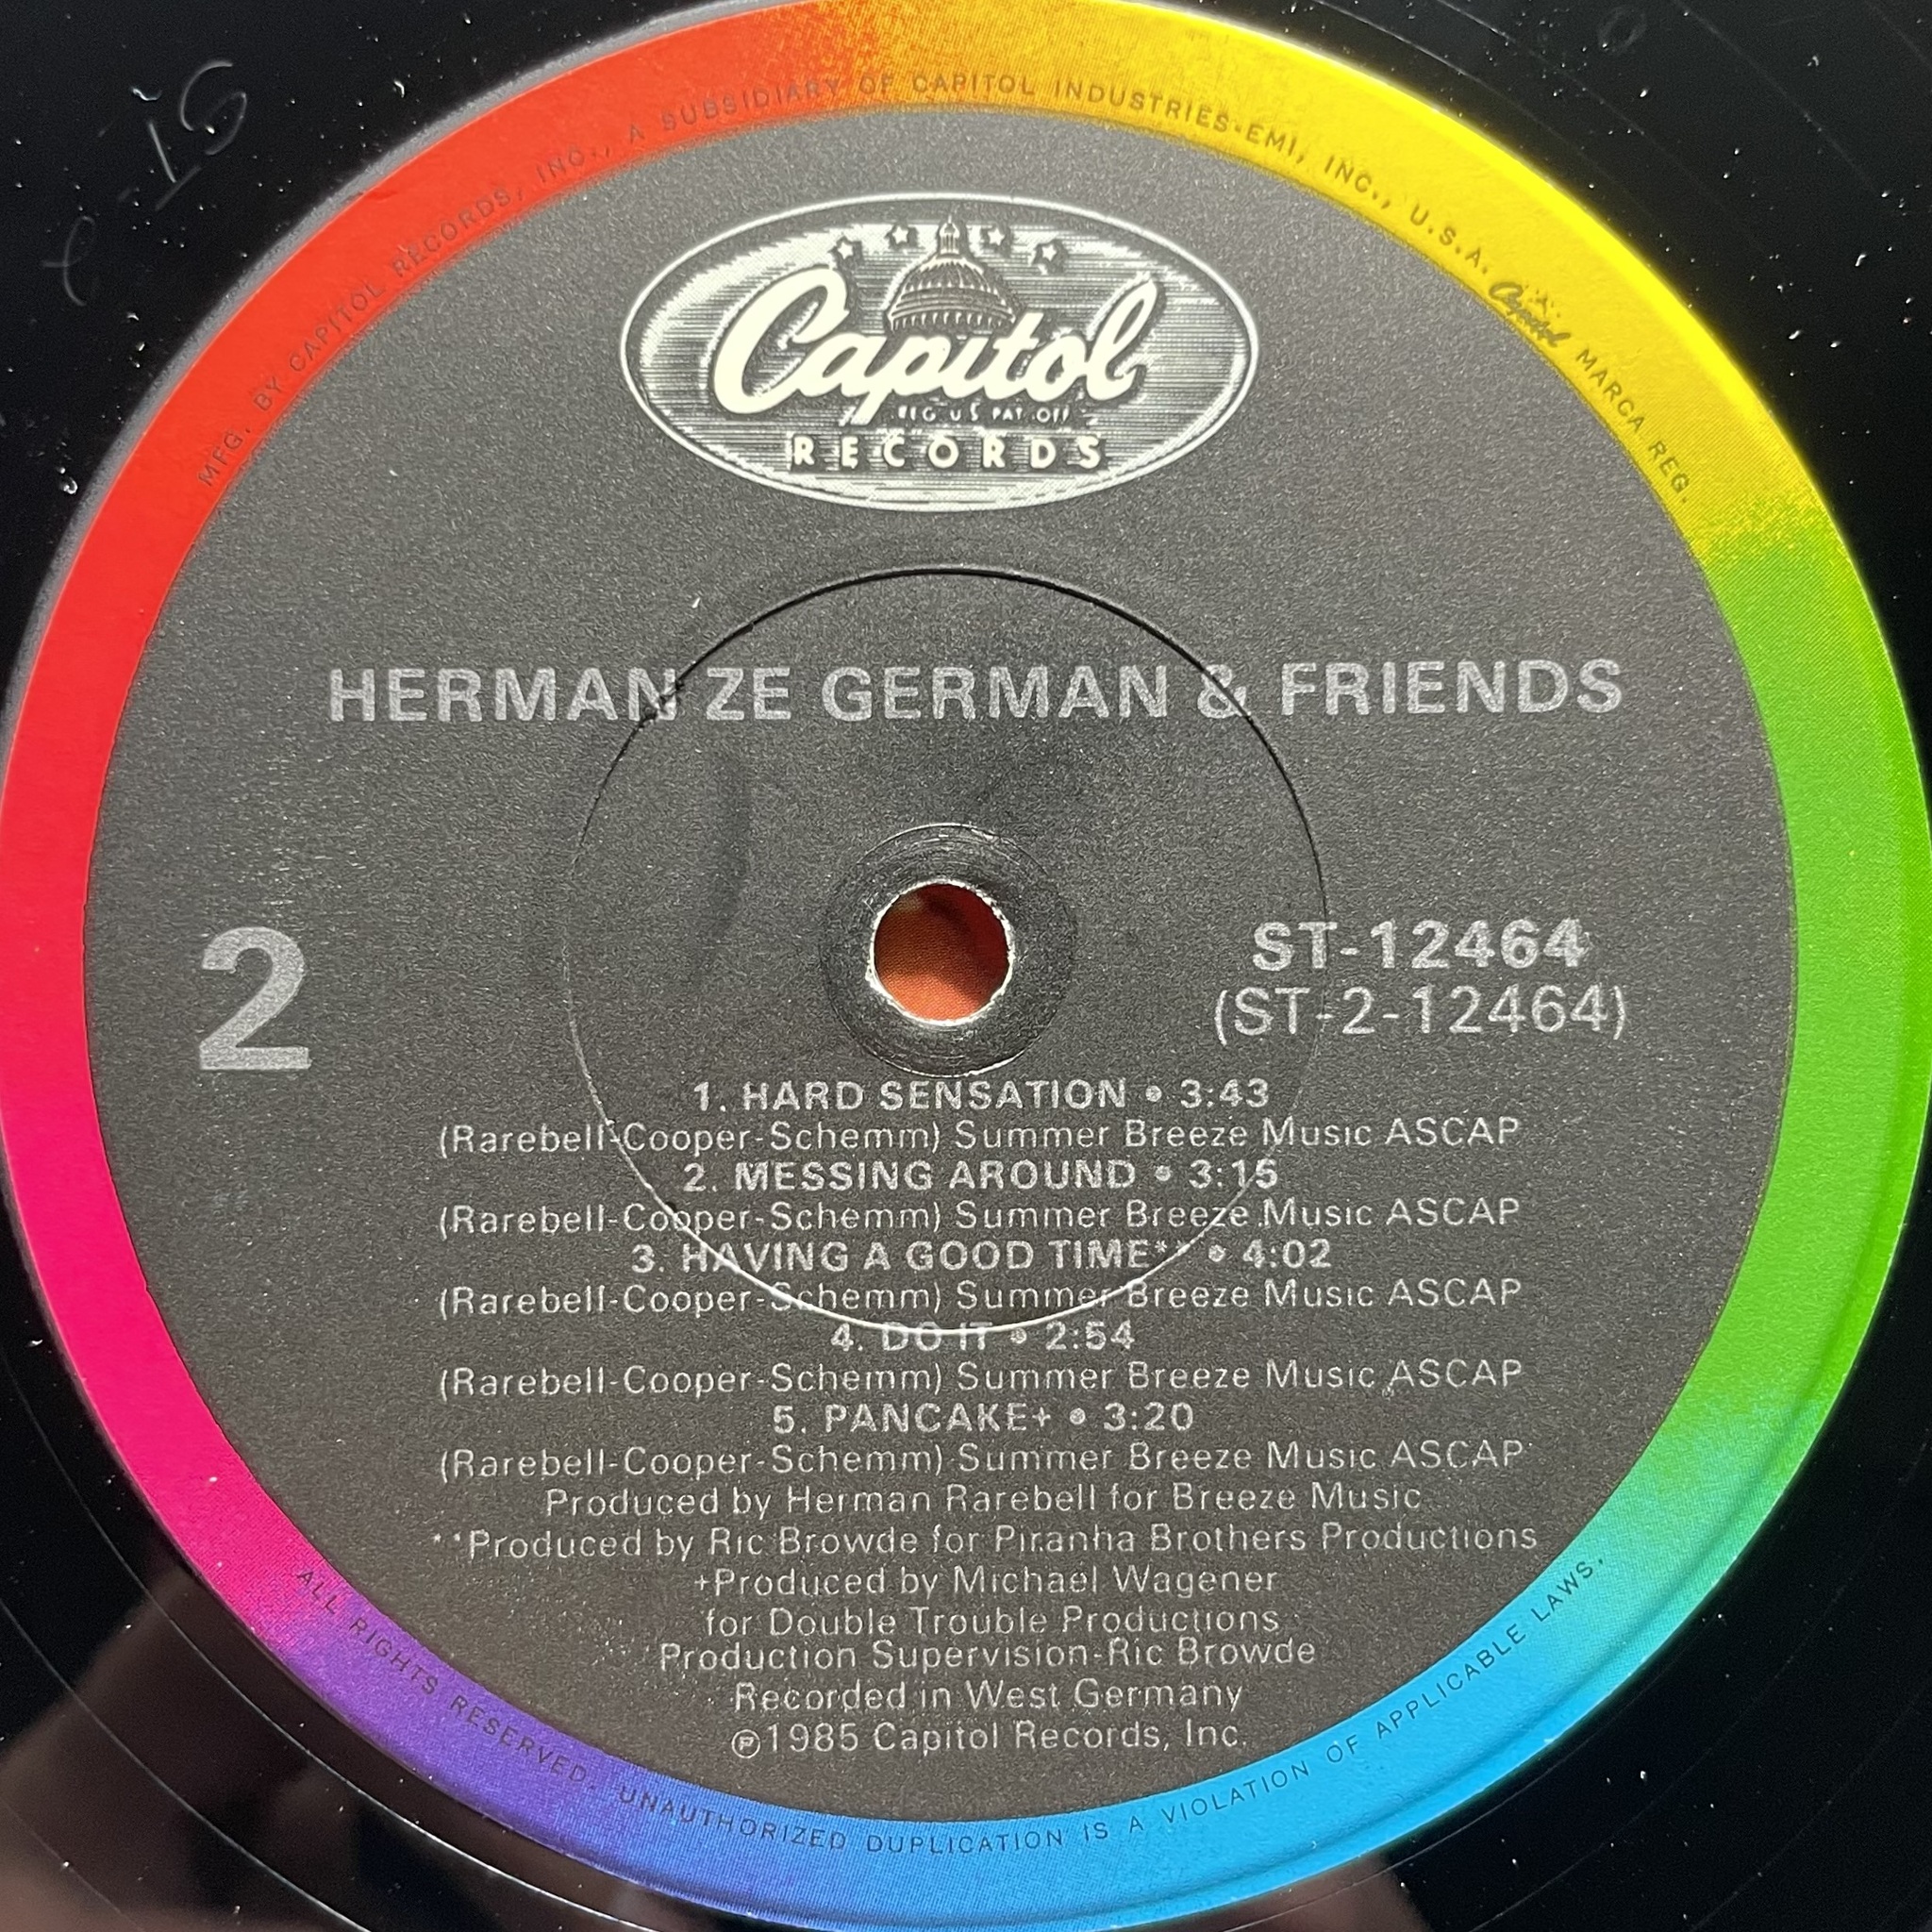 MFG. BY CAPITOL RECORDS, INC., A SUBSIDIARY OF CAPITOL INDUSTRIES-EMI, INC., U.S.A. Capitol MARCA REG.
Capitol
REG US PAT OFF
RECORDS
HERMAN ZE GERMAN & FRIENDS
2
ST-12464
(ST-2-12464)
1. HARD SENSATION • 3:43
(Rarebell-Cooper-Schemm) Summer Breeze Music ASCAP
2. MESSING AROUND • 3:15
(Rarebell-Cooper-Schemm) Summer Breeze Music ASCAP
3. HAVING A GOOD TIME** • 4:02
(Rarebell-Cooper-Schemm) Summer Breeze Music ASCAP
4. DO IT • 2:54
(Rarebell-Cooper-Schemm) Summer Breeze Music ASCAP
5. PANCAKE+ • 3:20
(Rarebell-Cooper-Schemm) Summer Breeze Music ASCAP
Produced by Herman Rarebell for Breeze Music
**Produced by Ric Browde for Piranha Brothers Productions
+Produced by Michael Wagener
for Double Trouble Productions
Production Supervision-Ric Browde
Recorded in West Germany
℗1985 Capitol Records, Inc.
ALL RIGHTS RESERVED. UNAUTHORIZED DUPLICATION IS A VIOLATION OF APPLICABLE LAWS.